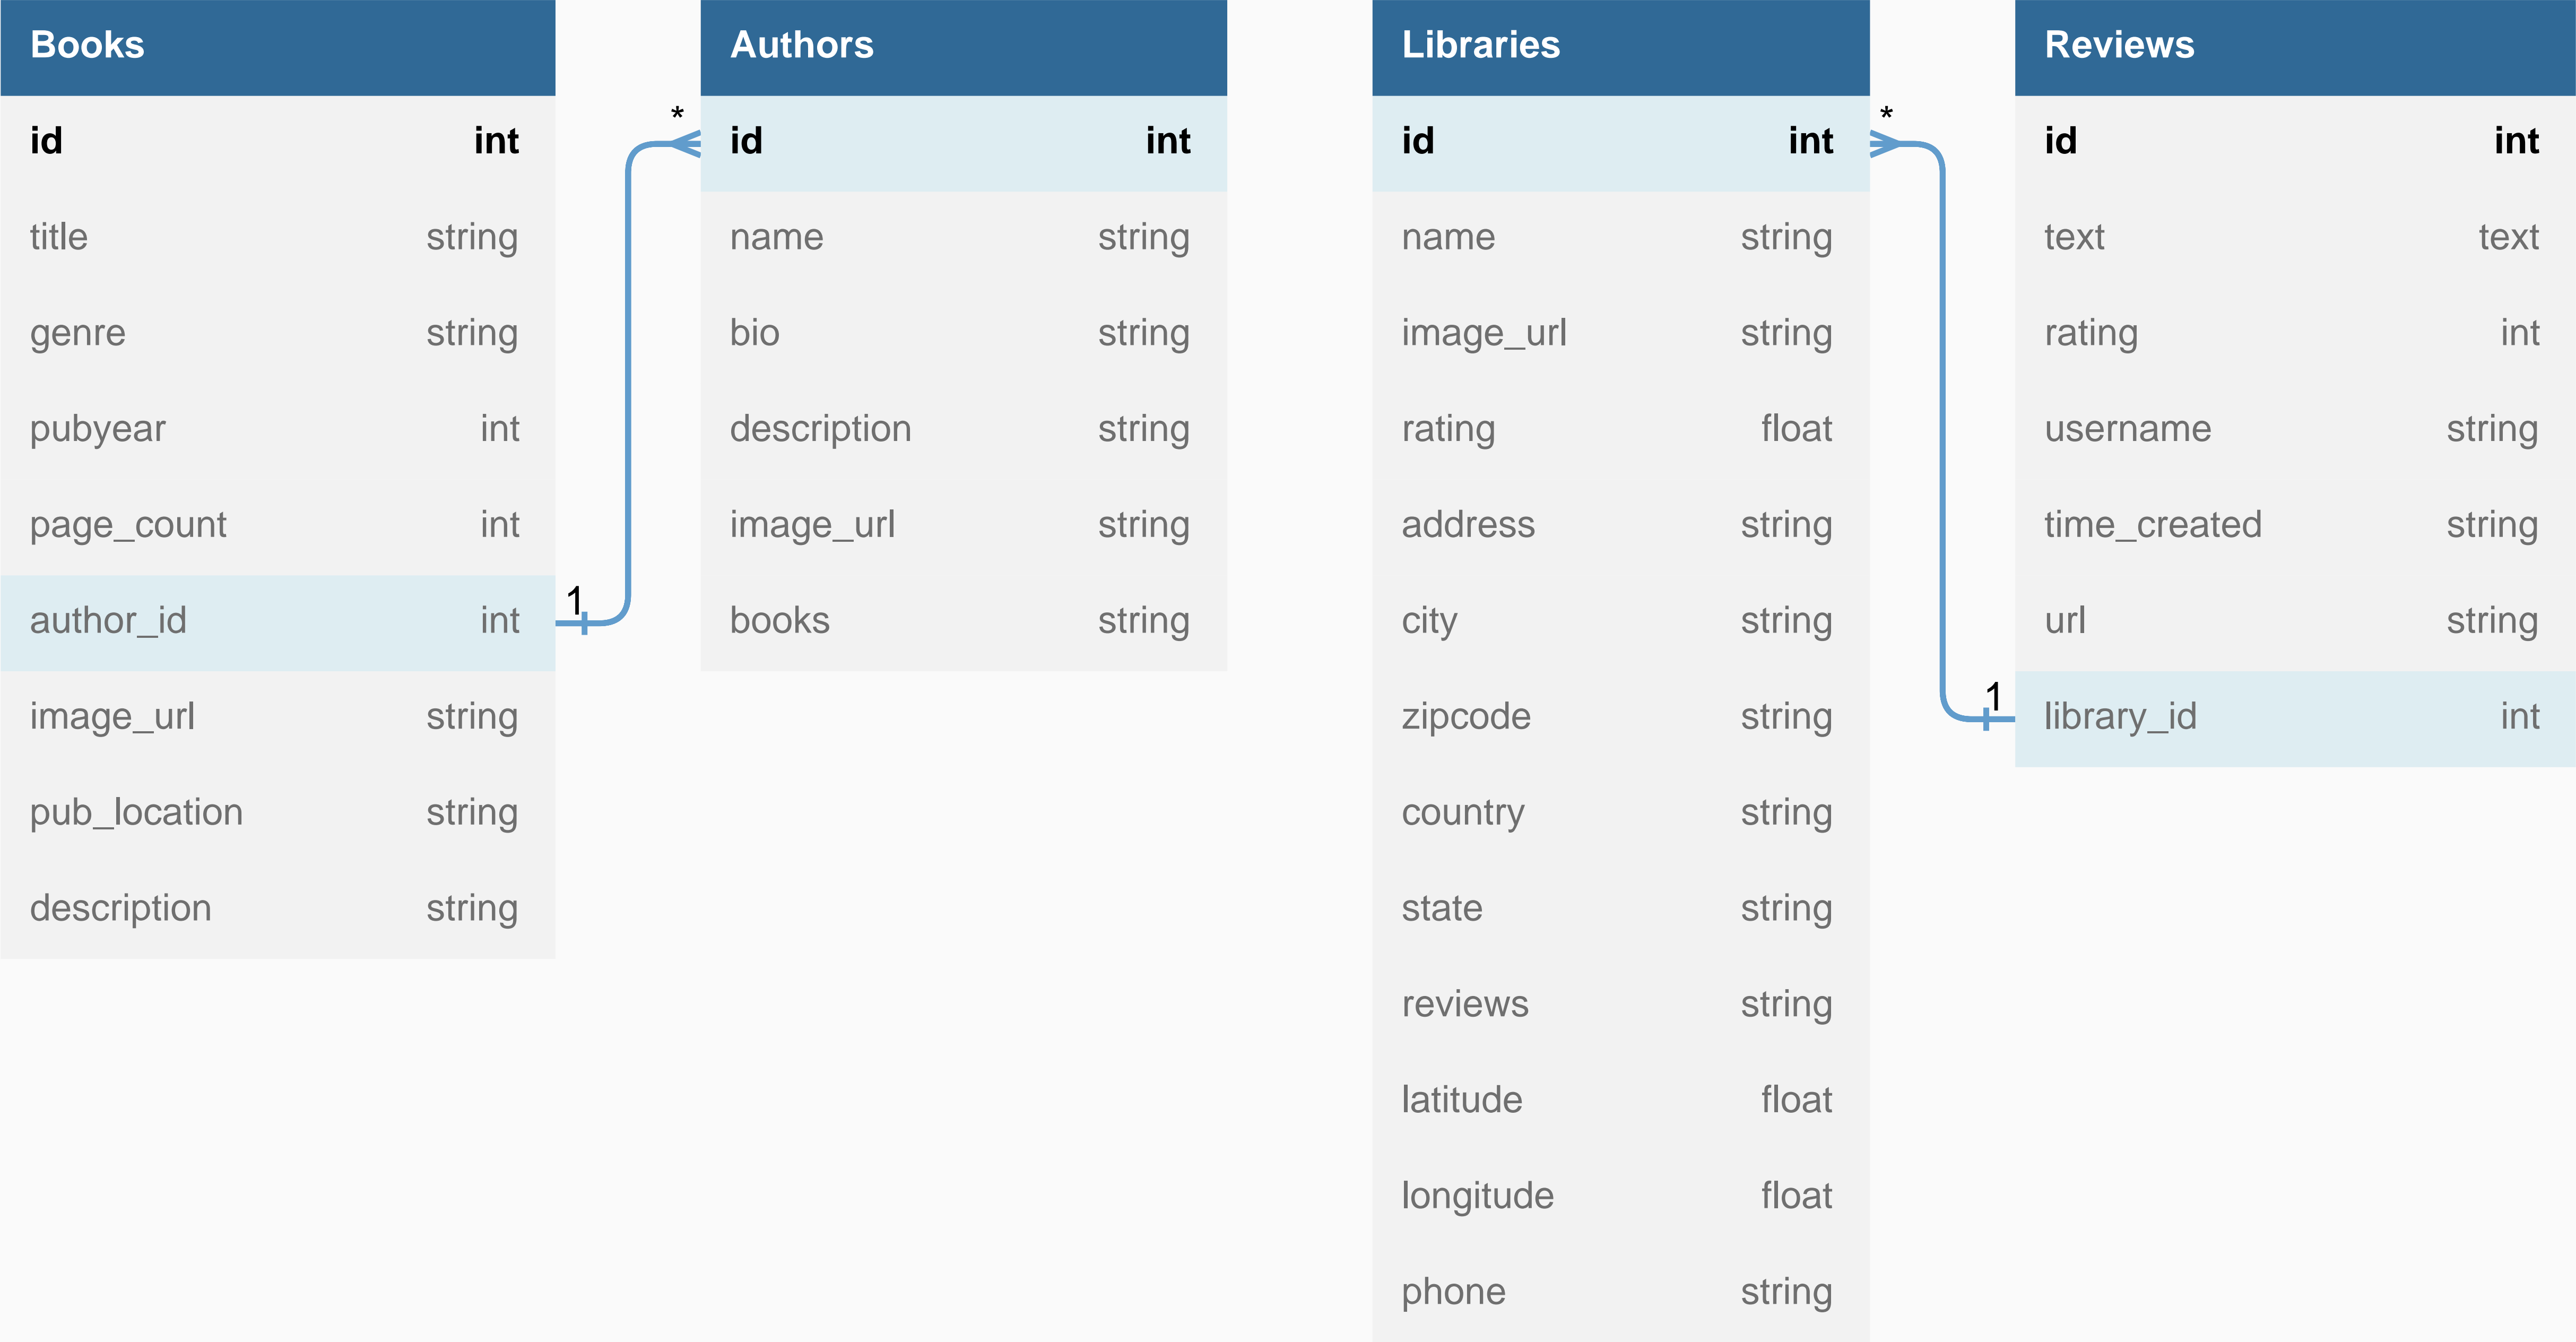 Books
id int
title string
genre string
pubyear int
page_count int
author_id int
image_url string
pub_location string
description string
1
*
Authors
id int
name string
bio string
description string
image_url string
books string
Libraries
id int
name string
image_url string
rating float
address string
city string
zipcode string
country string
state string
reviews string
latitude float
longitude float
phone string
*
1
Reviews
id int
text text
rating int
username string
time_created string
url string
library_id int